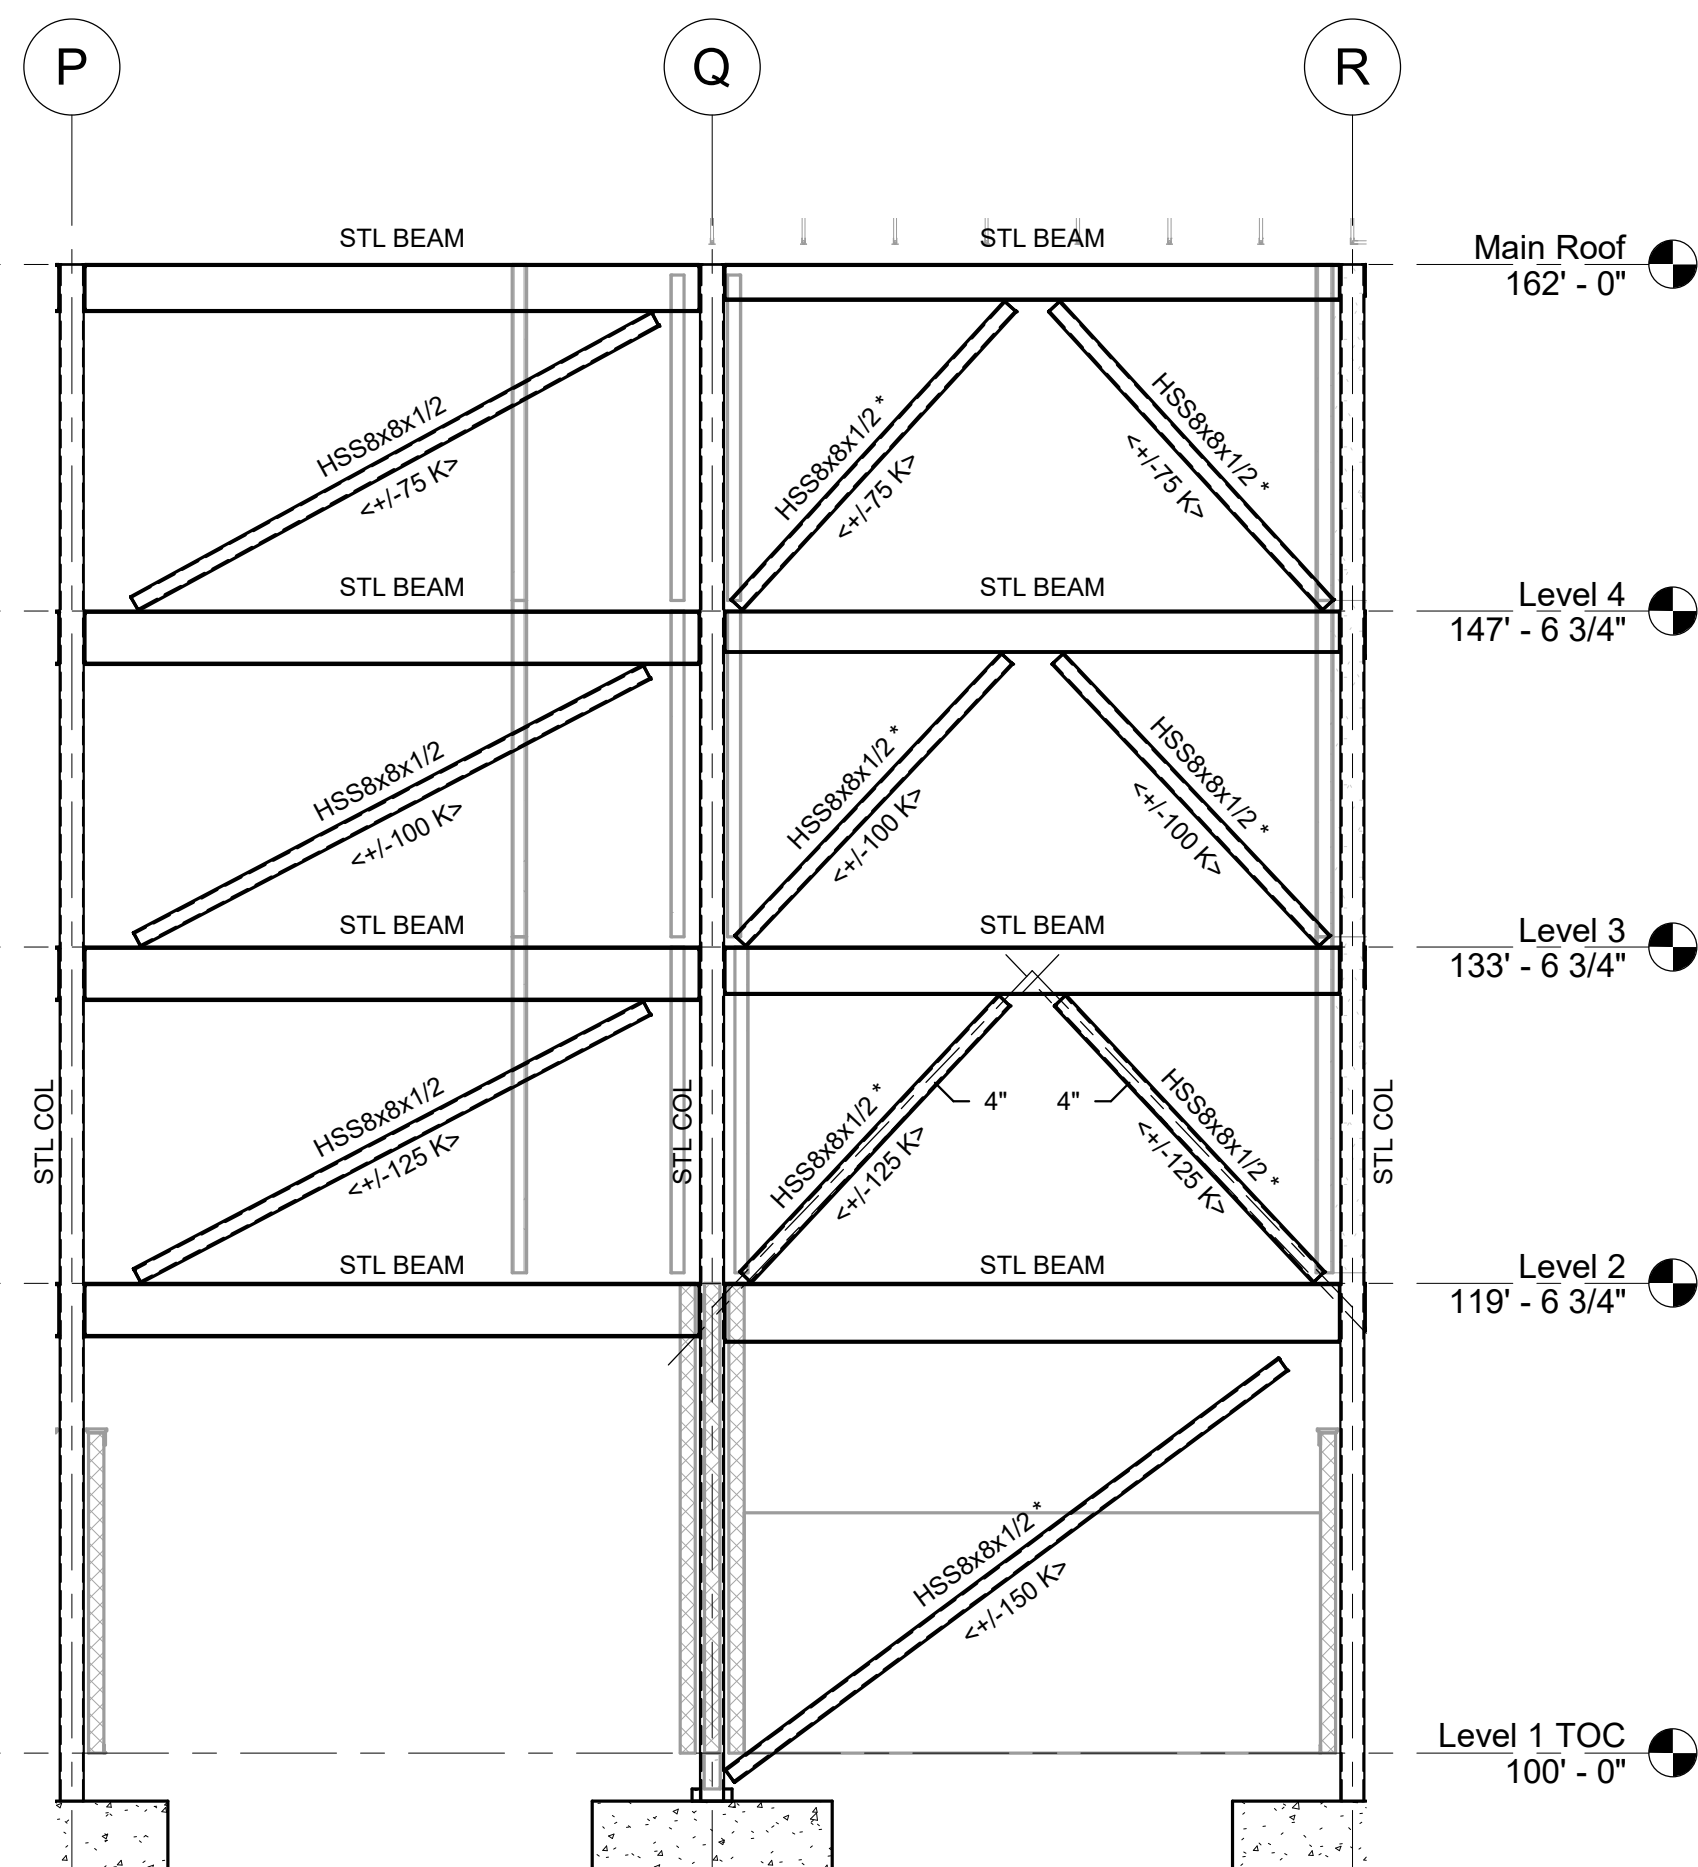 P
Q
R
STL BEAM
STL BEAM
Main Roof
162' - 0"
HSS8x8x1/2
<+/-75 K>
HSS8x8x1/2 *
<+/-75 K>
HSS8x8x1/2 *
<+/-75 K>
STL BEAM
STL BEAM
Level 4
147' - 6 3/4"
HSS8x8x1/2
<+/-100 K>
HSS8x8x1/2 *
<+/-100 K>
HSS8x8x1/2 *
<+/-100 K>
STL BEAM
STL BEAM
Level 3
133' - 6 3/4"
STL COL
HSS8x8x1/2
<+/-125 K>
STL COL
HSS8x8x1/2 *
<+/-125 K>
4"
4"
HSS8x8x1/2 *
<+/-125 K>
STL COL
STL BEAM
STL BEAM
Level 2
119' - 6 3/4"
HSS8x8x1/2 *
<+/-150 K>
Level 1 TOC
100' - 0"